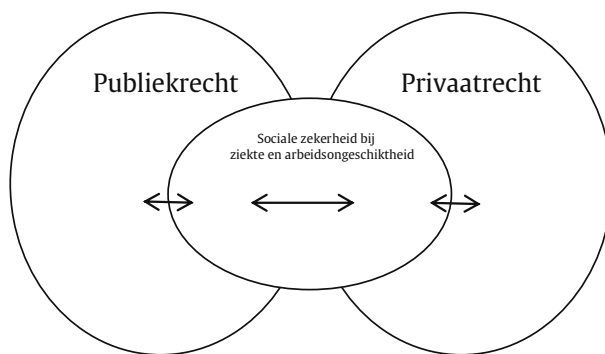 Publiekrecht
Privaatrecht
Sociale zekerheid bij
ziekte en arbeidsongeschiktheid